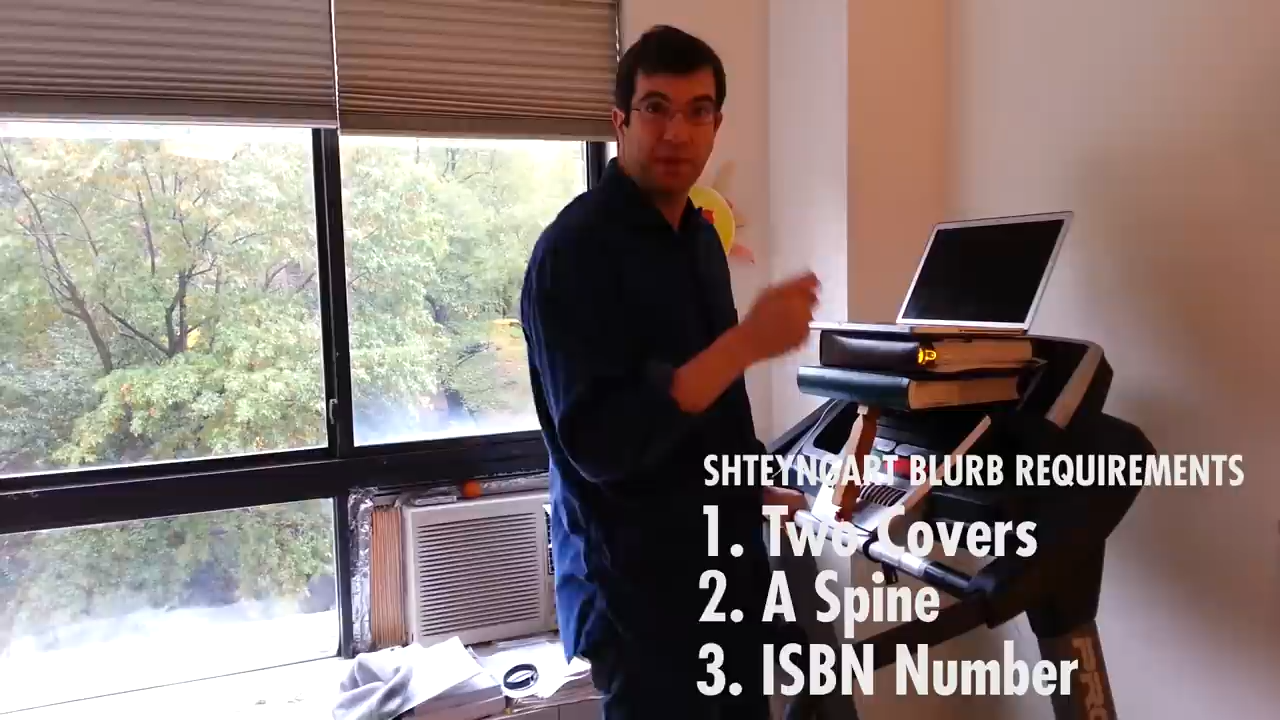 SHTEYNGART BLURB REQUIREMENTS
1. Two Covers
2. A Spine
3. ISBN Number